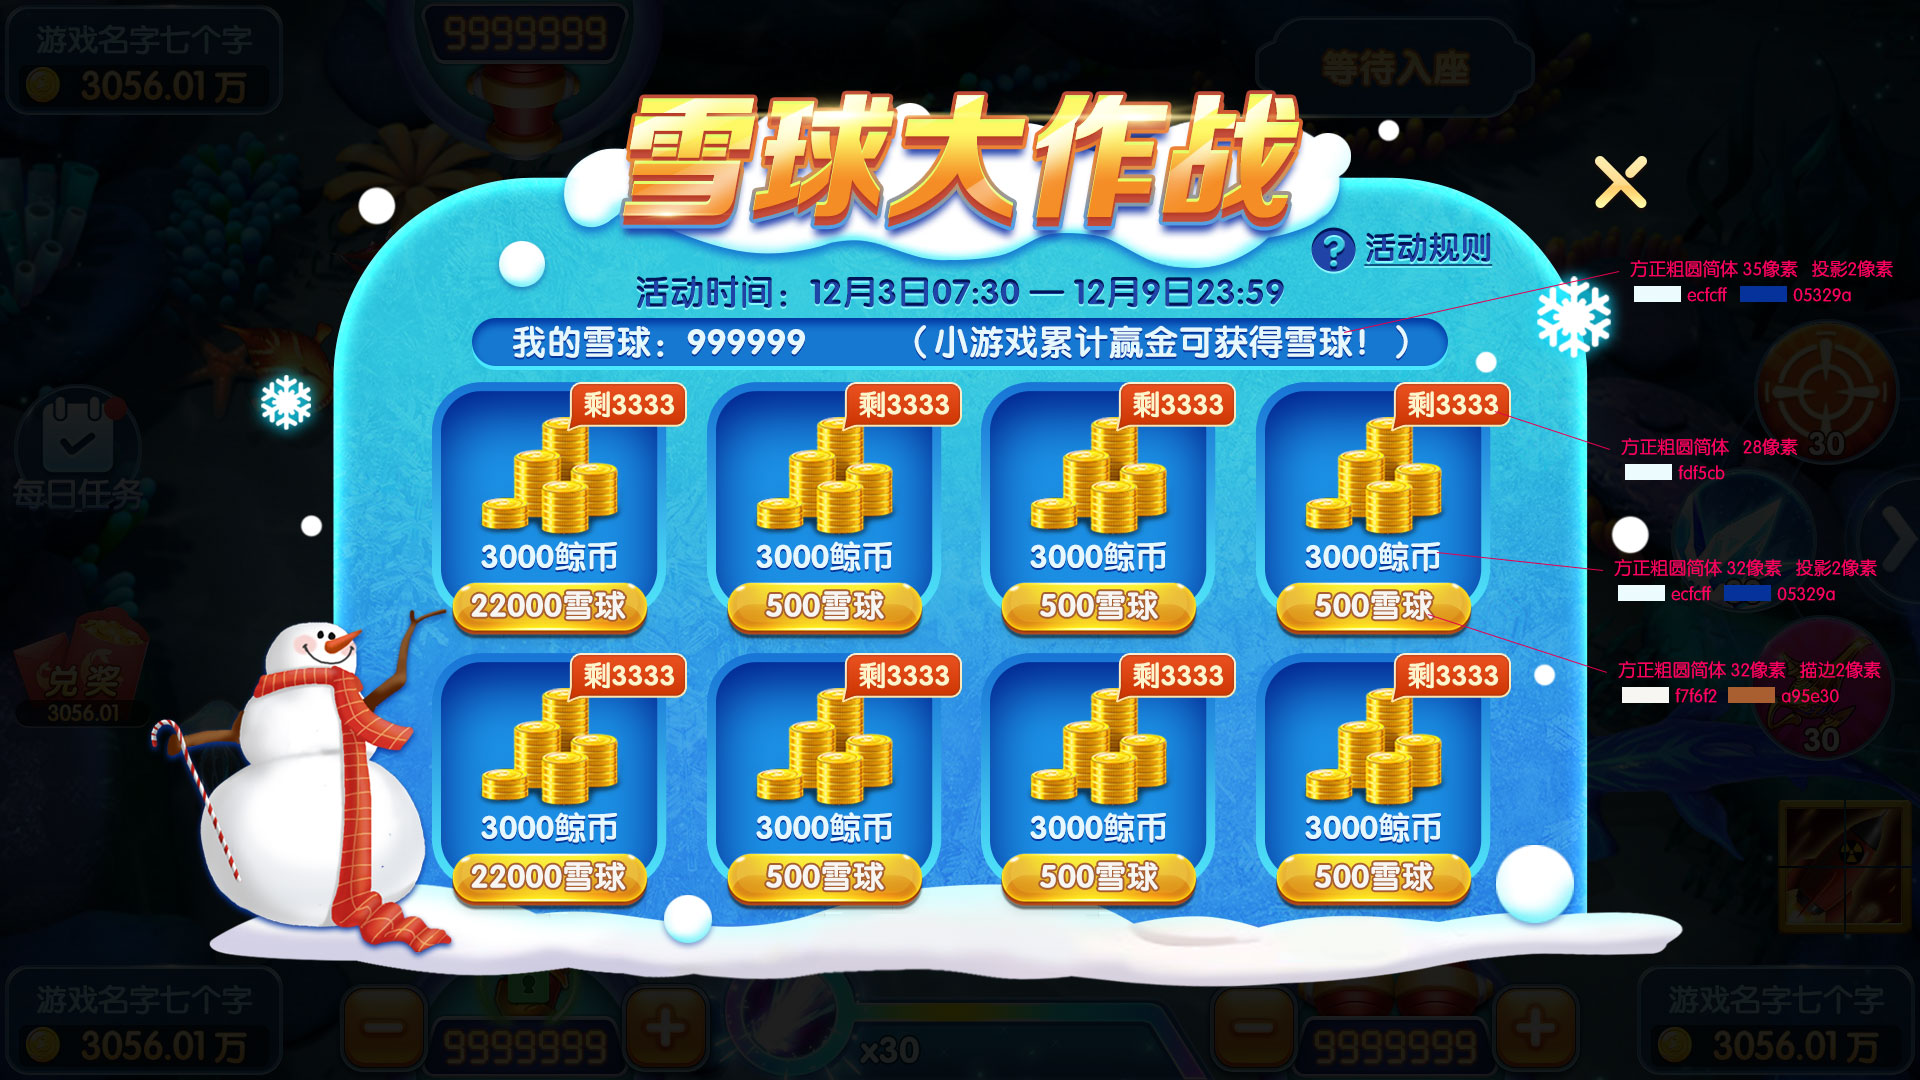 游戏名字七个字
3056.01万
9999999
等待入座
雪球大作战
? 活动规则
活动时间：12月3日07:30 — 12月9日23:59
我的雪球：999999 （小游戏累计赢金可获得雪球！）
方正粗圆简体 35像素 投影2像素
ecfcff 05329a
剩3333 剩3333 剩3333 剩3333
方正粗圆简体 28像素
fdf5cb
30
每日任务
3000鲸币 3000鲸币 3000鲸币 3000鲸币
方正粗圆简体 32像素 投影2像素
ecfcff 05329a
22000雪球 500雪球 500雪球 500雪球
方正粗圆简体 32像素 描边2像素
f7f6f2 a95e30
剩3333 剩3333 剩3333 剩3333
兑奖
3056.01
30
3000鲸币 3000鲸币 3000鲸币 3000鲸币
22000雪球 500雪球 500雪球 500雪球
游戏名字七个字
3056.01万
9999999
x30
9999999
游戏名字七个字
3056.01万